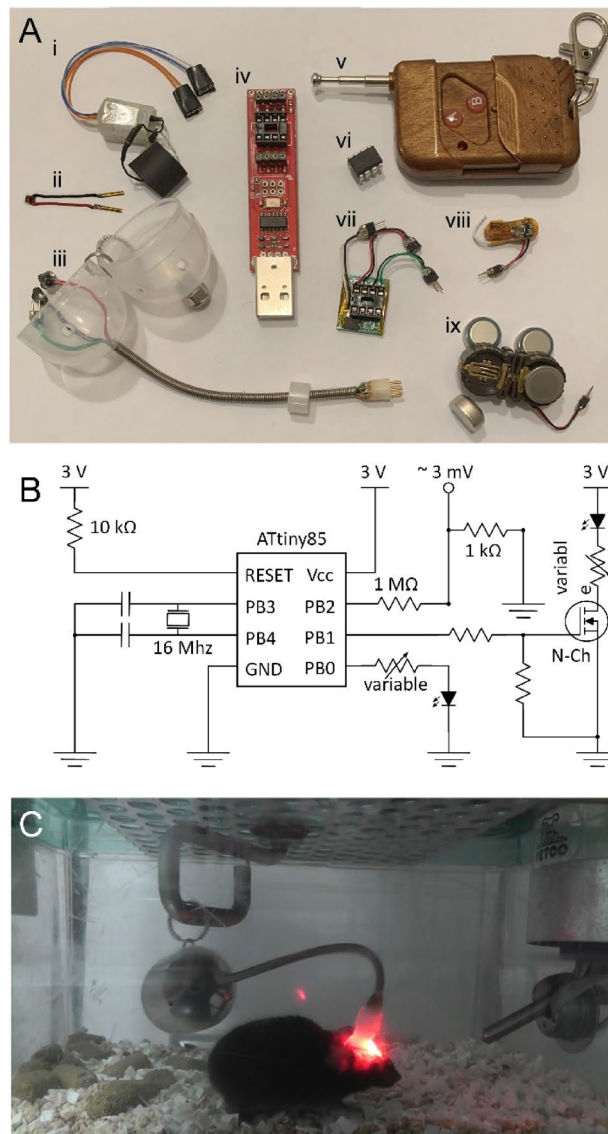 A
i
ii
iii
iv
v
vi
vii
viii
ix
A
B
B
3 V
3 V
~ 3 mV
3 V
10 kΩ
ATtiny85
1 kΩ
RESET
Vcc
1 MΩ
variabl
e
PB3
PB2
PB4
PB1
16 Mhz
N-Ch
GND
PB0
variable
C
PETCO